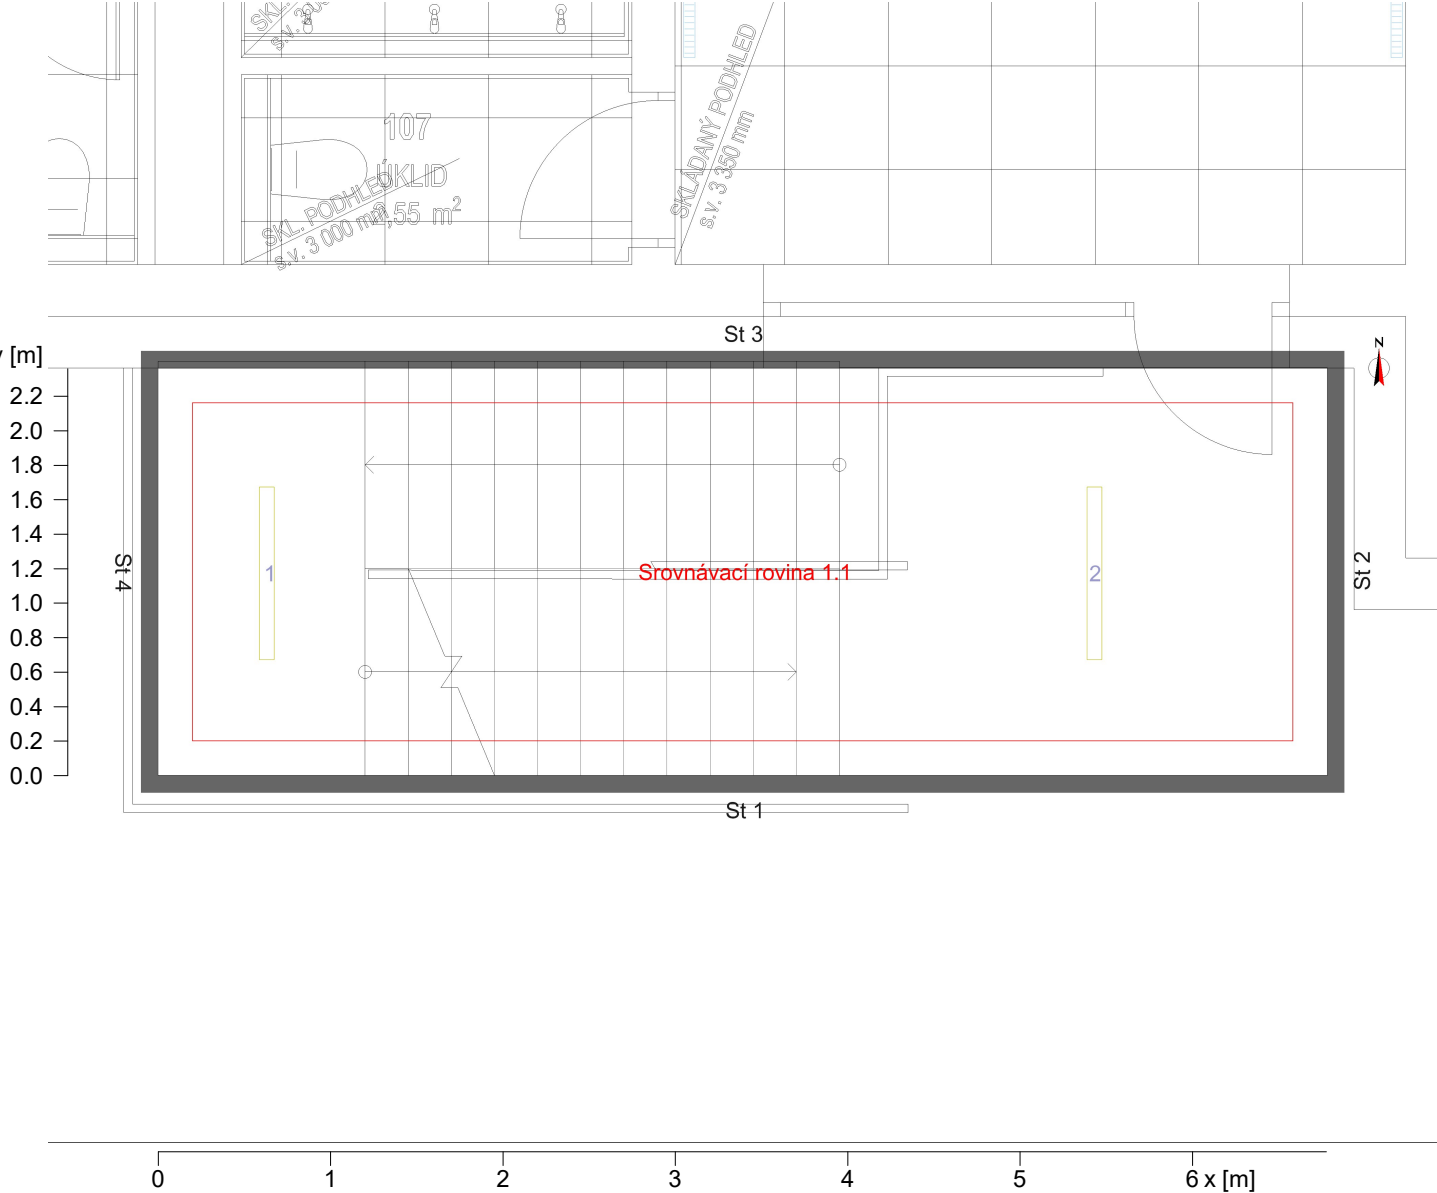 SKL.
s.v. 3
107
ÚKLID
2,55 m²
SKL. PODHLED
s.v. 3 000 mm
SKLÁDANÝ PODHLED
s.v. 3 350 mm
St 3
y [m]
z
2.2
2.0
1.8
1.6
1.4
1.2
1.0
0.8
0.6
0.4
0.2
0.0
St 4
1
Srovnávací rovina 1.1
2
St 2
St 1
0 1 2 3 4 5 6 x [m]